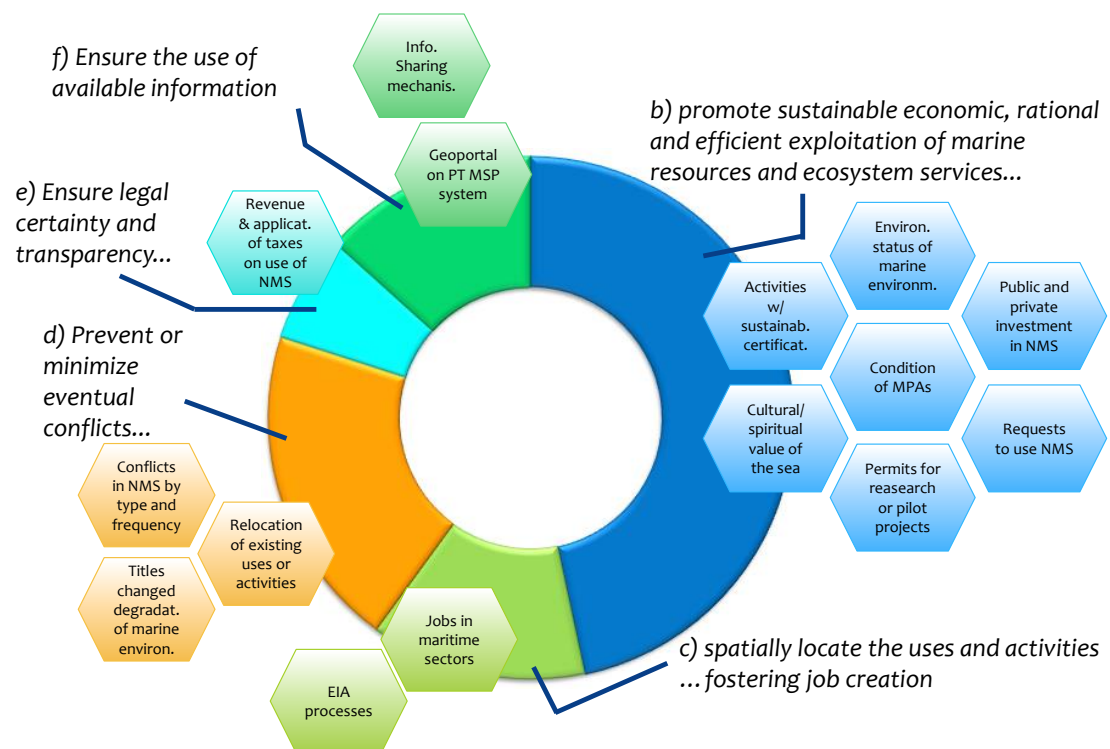 f) Ensure the use of
available information
Info.
Sharing
mechanis.
Geoportal
on PT MSP
system
b) promote sustainable economic, rational
and efficient exploitation of marine
resources and ecosystem services...
e) Ensure legal
certainty and
transparency...
Revenue
& applicat.
of taxes
on use of
NMS
Environ.
status of
marine
environm.
Activities
w/
sustainab.
certificat.
Public and
private
investment
in NMS
Condition
of MPAs
Cultural/
spiritual
value of
the sea
Requests
to use NMS
Permits for
reasearch
or pilot
projects
d) Prevent or
minimize
eventual
conflicts...
Conflicts
in NMS by
type and
frequency
Relocation
of existing
uses or
activities
Titles
changed
degradat.
of marine
environ.
Jobs in
maritime
sectors
EIA
processes
c) spatially locate the uses and activities
... fostering job creation